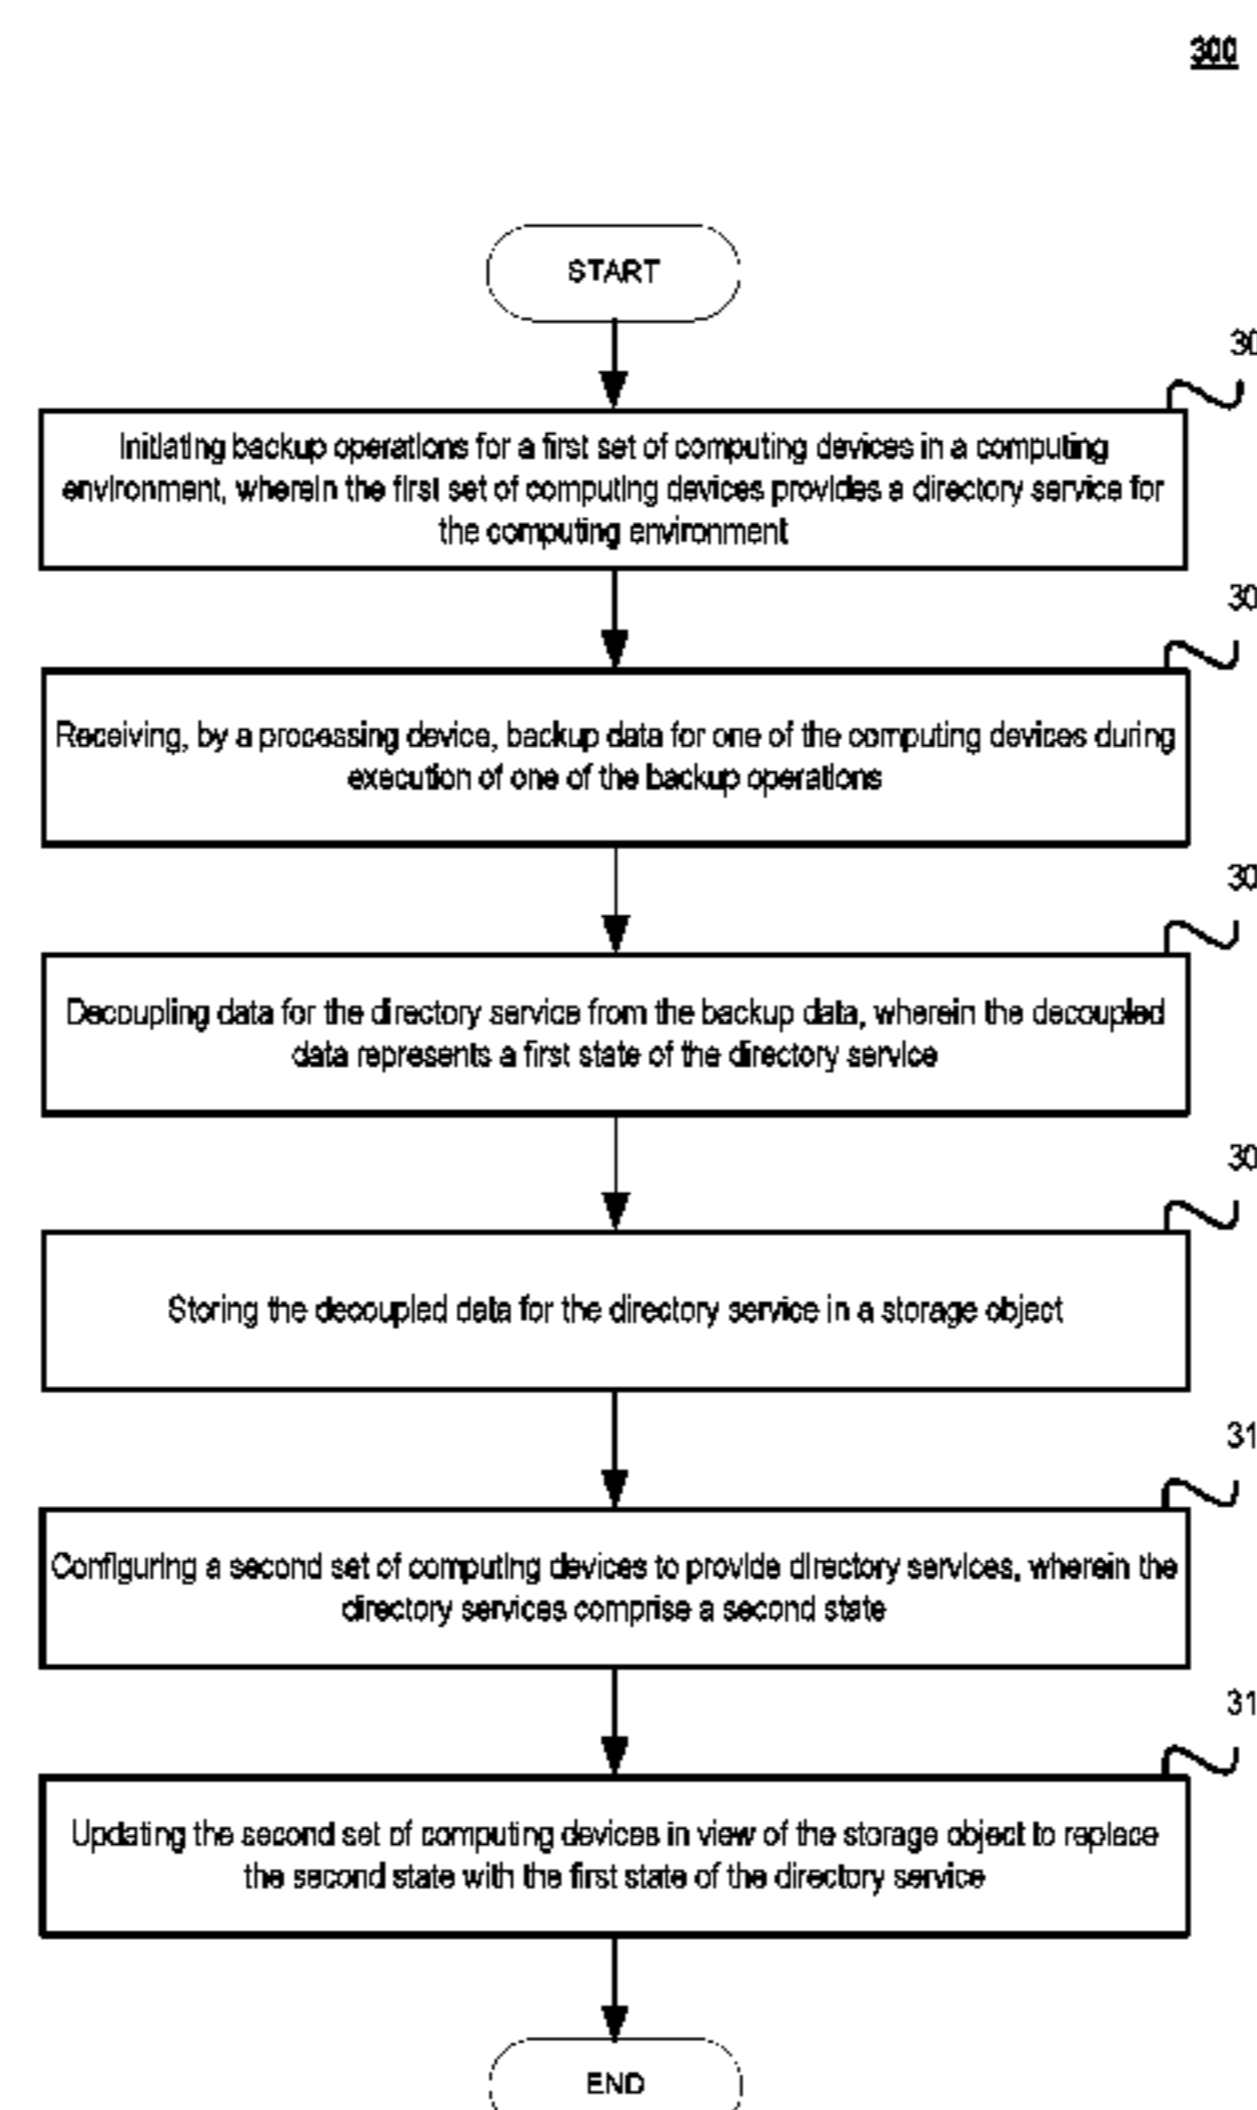 300
START
30
Initiating backup operations for a first set of computing devices in a computing
environment, wherein the first set of computing devices provides a directory service for
the computing environment
30
Receiving, by a processing device, backup data for one of the computing devices during
execution of one of the backup operations
30
Decoupling data for the directory service from the backup data, wherein the decoupled
data represents a first state of the directory service
30
Storing the decoupled data for the directory service in a storage object
31
Configuring a second set of computing devices to provide directory services, wherein the
directory services comprise a second state
31
Updating the second set of computing devices in view of the storage object to replace
the second state with the first state of the directory service
END